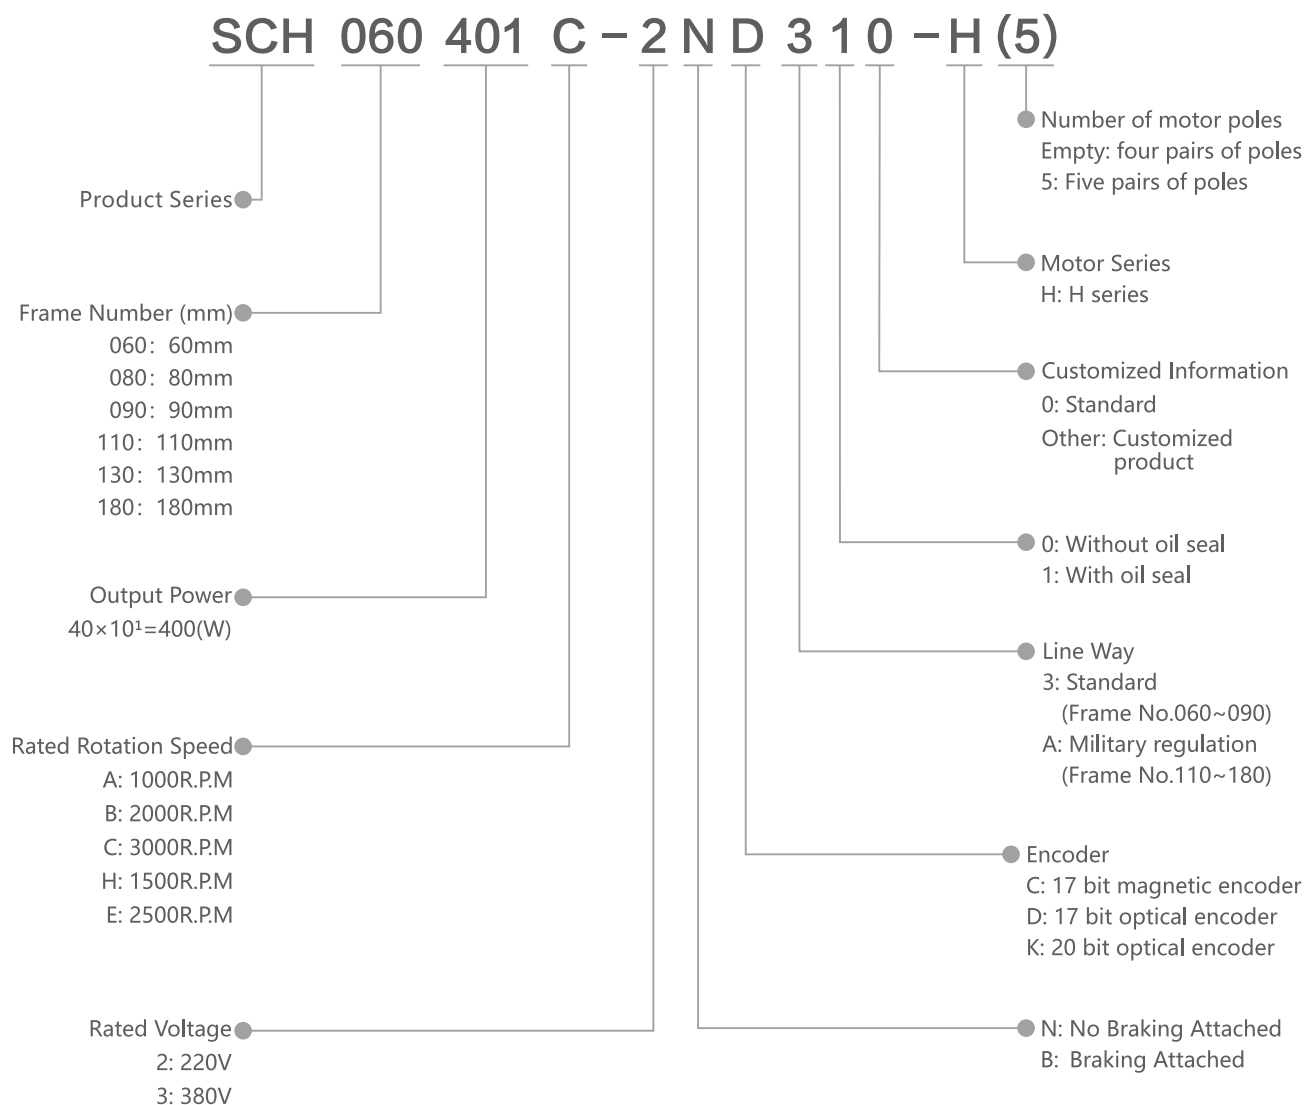 SCH 060 401 C - 2 N D 3 1 0 - H (5)
Product Series
Frame Number (mm)
060: 60mm
080: 80mm
090: 90mm
110: 110mm
130: 130mm
180: 180mm
Output Power
40×10¹=400(W)
Rated Rotation Speed
A: 1000R.P.M
B: 2000R.P.M
C: 3000R.P.M
H: 1500R.P.M
E: 2500R.P.M
Rated Voltage
2: 220V
3: 380V
Number of motor poles
Empty: four pairs of poles
5: Five pairs of poles
Motor Series
H: H series
Customized Information
0: Standard
Other: Customized
product
0: Without oil seal
1: With oil seal
Line Way
3: Standard
(Frame No.060~090)
A: Military regulation
(Frame No.110~180)
Encoder
C: 17 bit magnetic encoder
D: 17 bit optical encoder
K: 20 bit optical encoder
N: No Braking Attached
B: Braking Attached